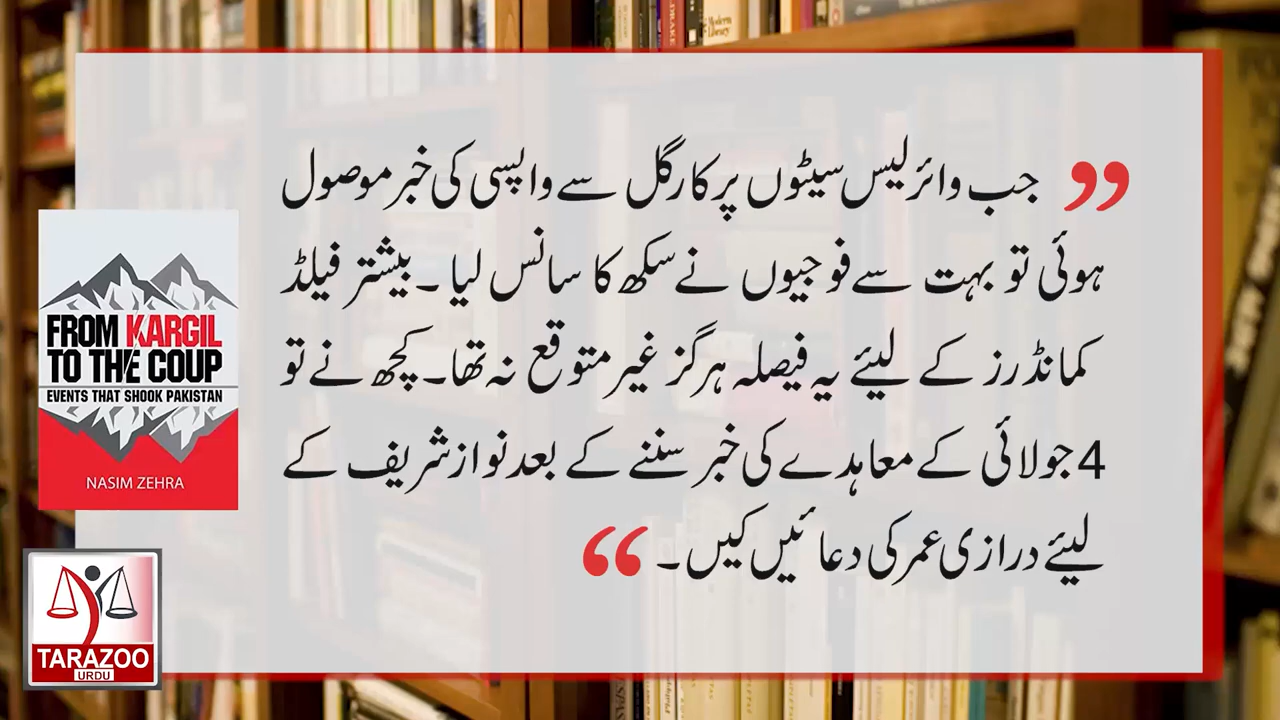 جب وائرلیس سیٹوں پر کارگل سے واپسی کی خبر موصول
ہوئی تو بہت سے فوجیوں نے سکھ کا سانس لیا۔ بیشتر فیلڈ
کمانڈرز کے لیئے یہ فیصلہ ہرگز غیر متوقع نہ تھا۔ کچھ نے تو
4 جولائی کے معاہدے کی خبر سننے کے بعد نواز شریف کے
لیئے درازی عمر کی دعائیں کیں۔
FROM KARGIL
TO THE COUP
EVENTS THAT SHOOK PAKISTAN
NASIM ZEHRA
TARAZOO
URDU